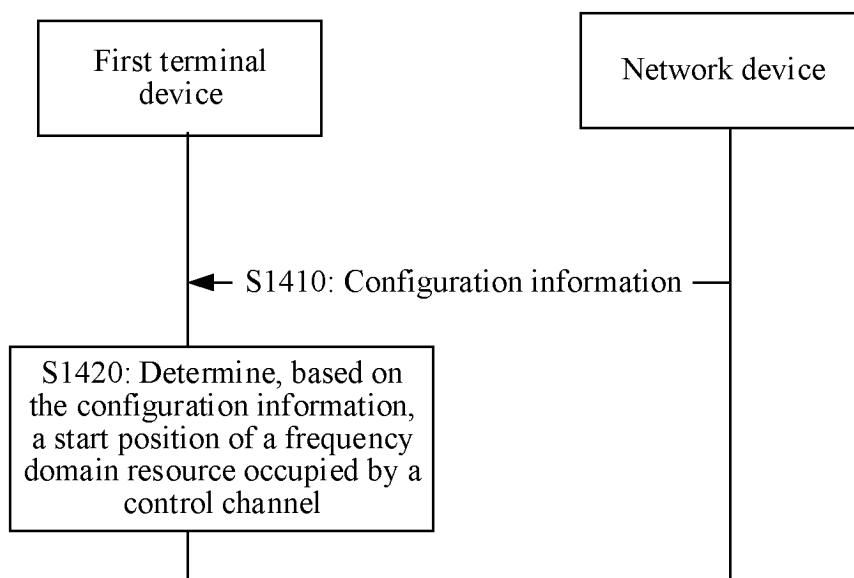 First terminal
device
Network device
S1410: Configuration information
S1420: Determine, based on
the configuration information,
a start position of a frequency
domain resource occupied by a
control channel